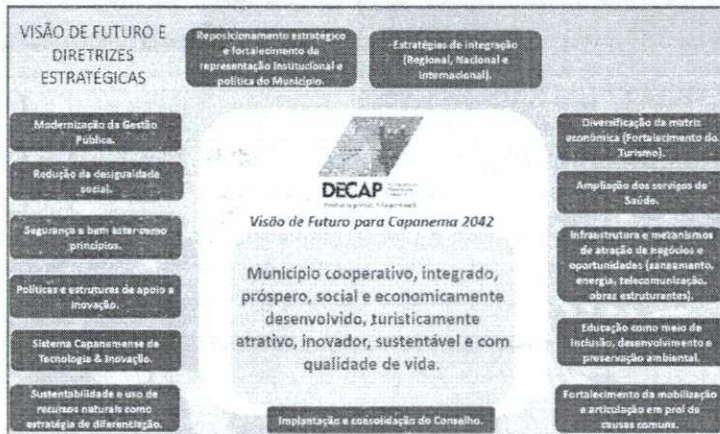 VISÃO DE FUTURO E
DIRETRIZES
ESTRATÉGICAS
Reposicionamento estratégico
e fortalecimento da
representação institucional e
política do Município.
Estratégias de integração
(Regional, Nacional e
Internacional).
Modernização da Gestão
Pública.
Redução da desigualdade
social.
Segurança e bem estar como
princípios.
Políticas e estruturas de apoio a
inovação.
Sistema Capanemense de
Tecnologia & Inovação.
Sustentabilidade e uso de
recursos naturais como
estratégia de diferenciação.
DECAP
Visão de Futuro para Capanema 2042
Município cooperativo, integrado,
próspero, social e economicamente
desenvolvido, turisticamente
atrativo, inovador, sustentável e com
qualidade de vida.
Implantação e consolidação do Conselho.
Diversificação da matriz
econômica (Fortalecimento do
Turismo).
Ampliação dos serviços de
Saúde.
Infraestrutura e mecanismos
de atração de negócios e
oportunidades (saneamento,
energia, telecomunicação,
obras estruturantes).
Educação como meio de
inclusão, desenvolvimento e
preservação ambiental.
Fortalecimento da mobilização
e articulação em prol de
causas comuns.